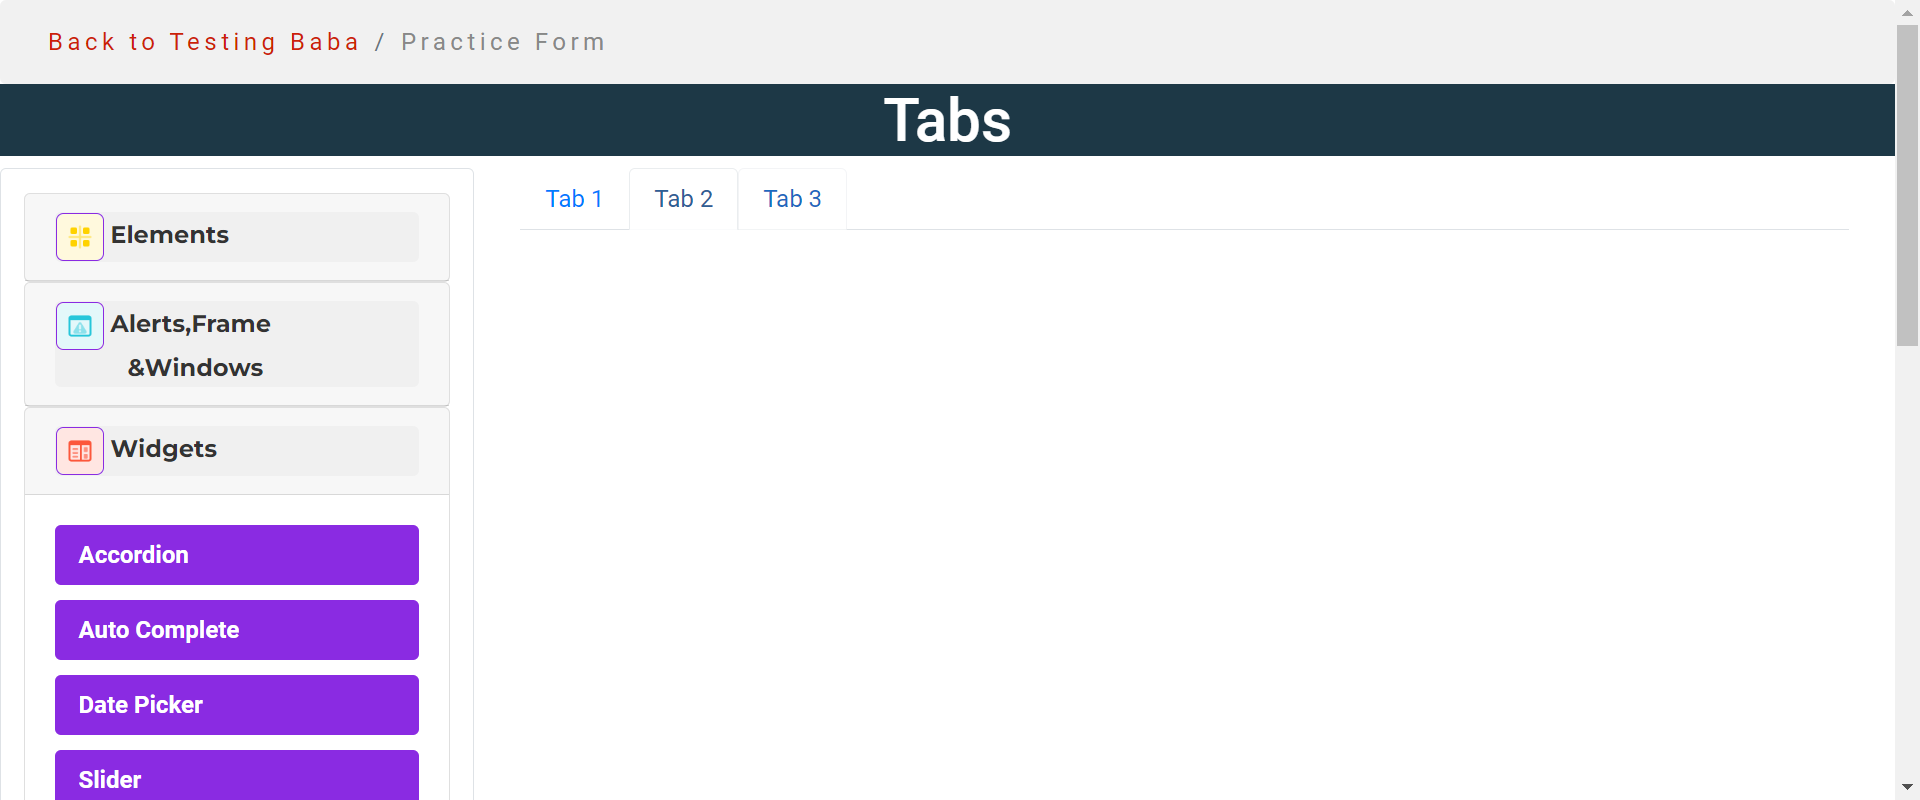 Back to Testing Baba / Practice Form
Tabs
Tab 1 Tab 2 Tab 3
Elements
Alerts,Frame
&Windows
Widgets
Accordion
Auto Complete
Date Picker
Slider